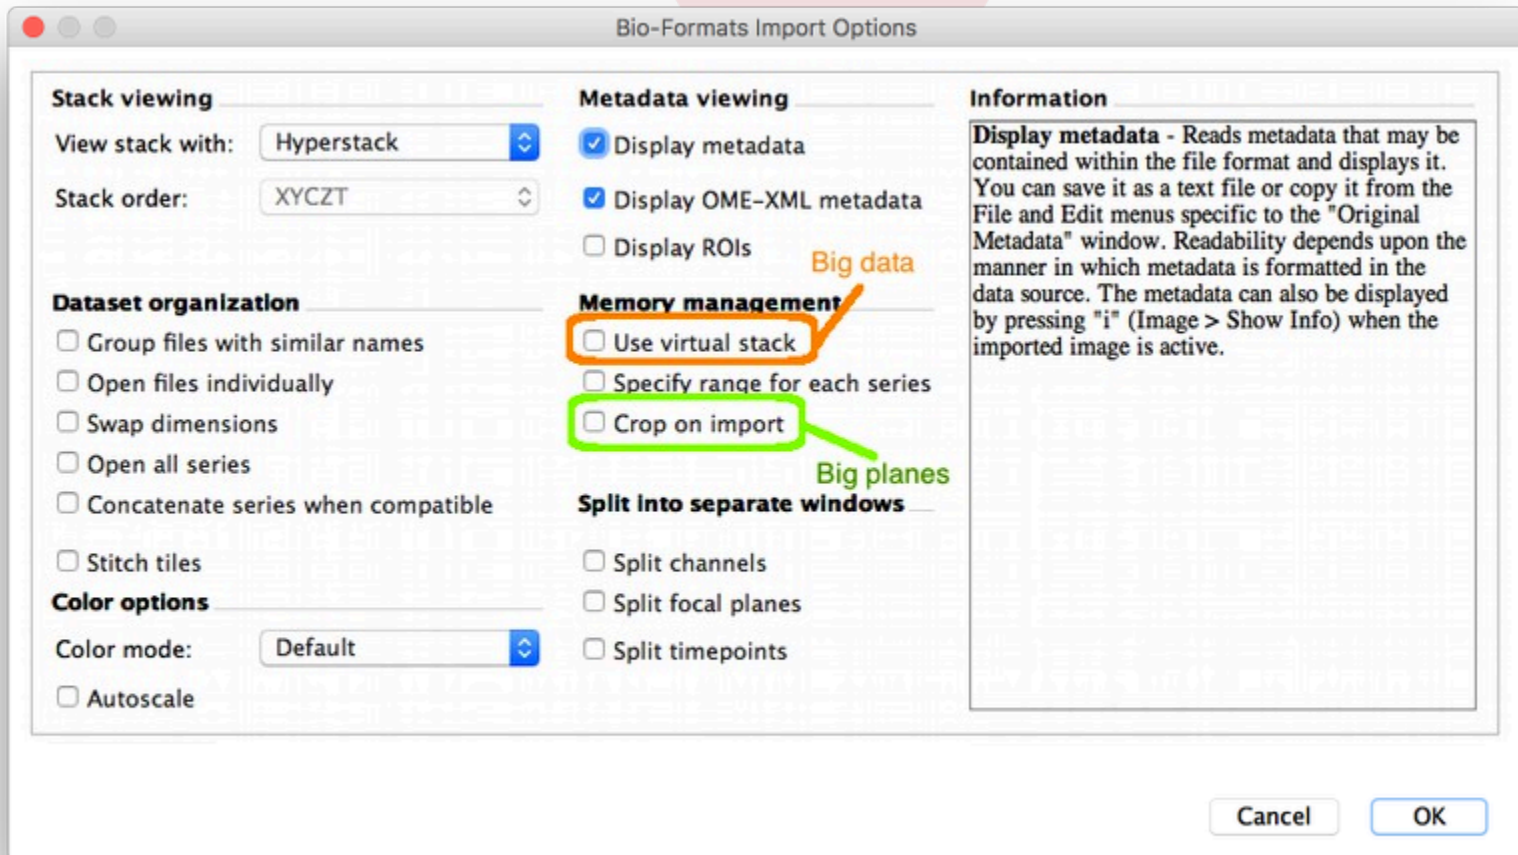 Bio-Formats Import Options
Stack viewing
View stack with: Hyperstack
Stack order: XYCZT
Dataset organization
Group files with similar names
Open files individually
Swap dimensions
Open all series
Concatenate series when compatible
Stitch tiles
Color options
Color mode: Default
Autoscale
Metadata viewing
Display metadata
Display OME-XML metadata
Display ROIs
Big data
Memory management
Use virtual stack
Specify range for each series
Crop on import
Big planes
Split into separate windows
Split channels
Split focal planes
Split timepoints
Information
Display metadata - Reads metadata that may be
contained within the file format and displays it.
You can save it as a text file or copy it from the
File and Edit menus specific to the "Original
Metadata" window. Readability depends upon the
manner in which metadata is formatted in the
data source. The metadata can also be displayed
by pressing "i" (Image > Show Info) when the
imported image is active.
Cancel
OK